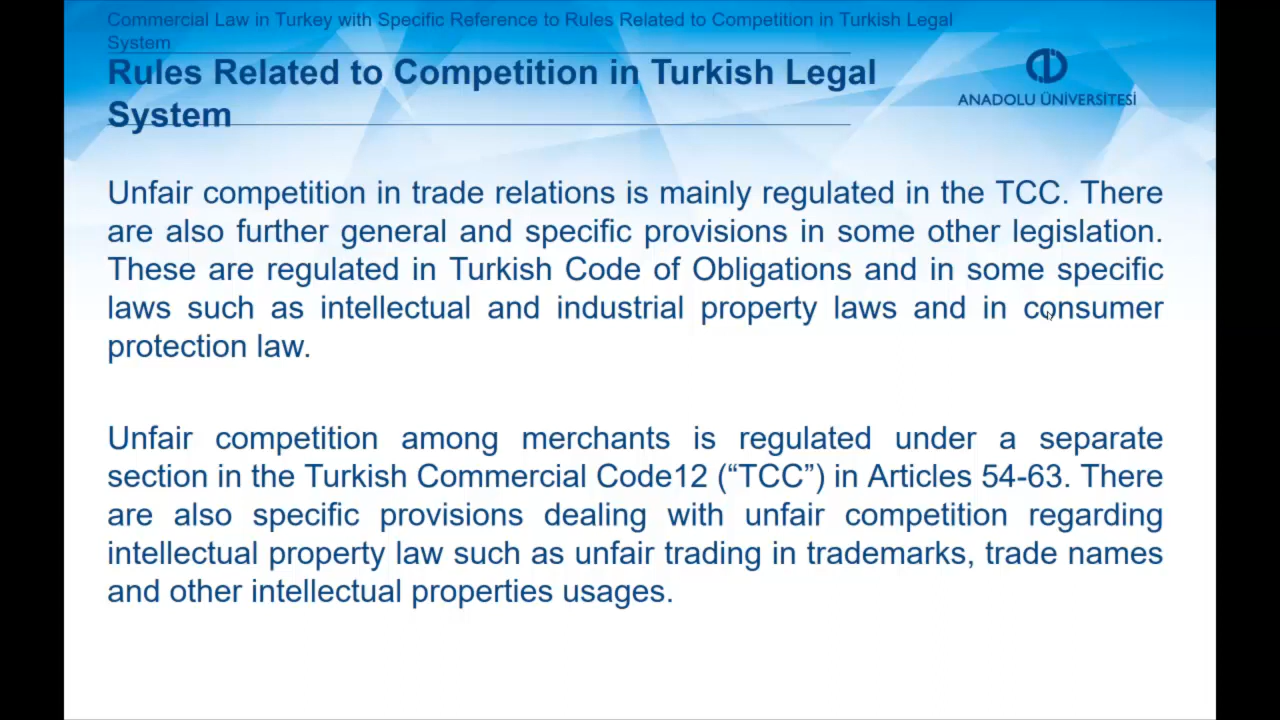 Commercial Law in Turkey with Specific Reference to Rules Related to Competition in Turkish Legal
System
Rules Related to Competition in Turkish Legal
System
ANADOLU ÜNİVERSİTESİ
Unfair competition in trade relations is mainly regulated in the TCC. There
are also further general and specific provisions in some other legislation.
These are regulated in Turkish Code of Obligations and in some specific
laws such as intellectual and industrial property laws and in consumer
protection law.
Unfair competition among merchants is regulated under a separate
section in the Turkish Commercial Code12 (“TCC”) in Articles 54-63. There
are also specific provisions dealing with unfair competition regarding
intellectual property law such as unfair trading in trademarks, trade names
and other intellectual properties usages.